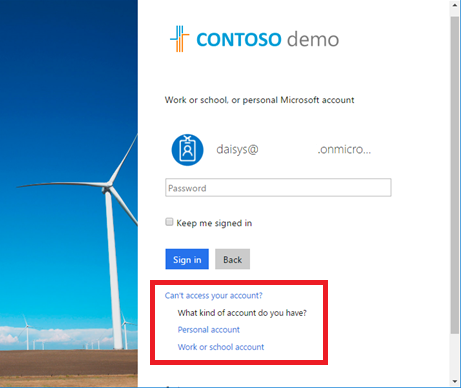 CONTOSO demo
Work or school, or personal Microsoft account
daisys@ .onmicro...
Password
Keep me signed in
Sign in Back
Can't access your account?
What kind of account do you have?
Personal account
Work or school account